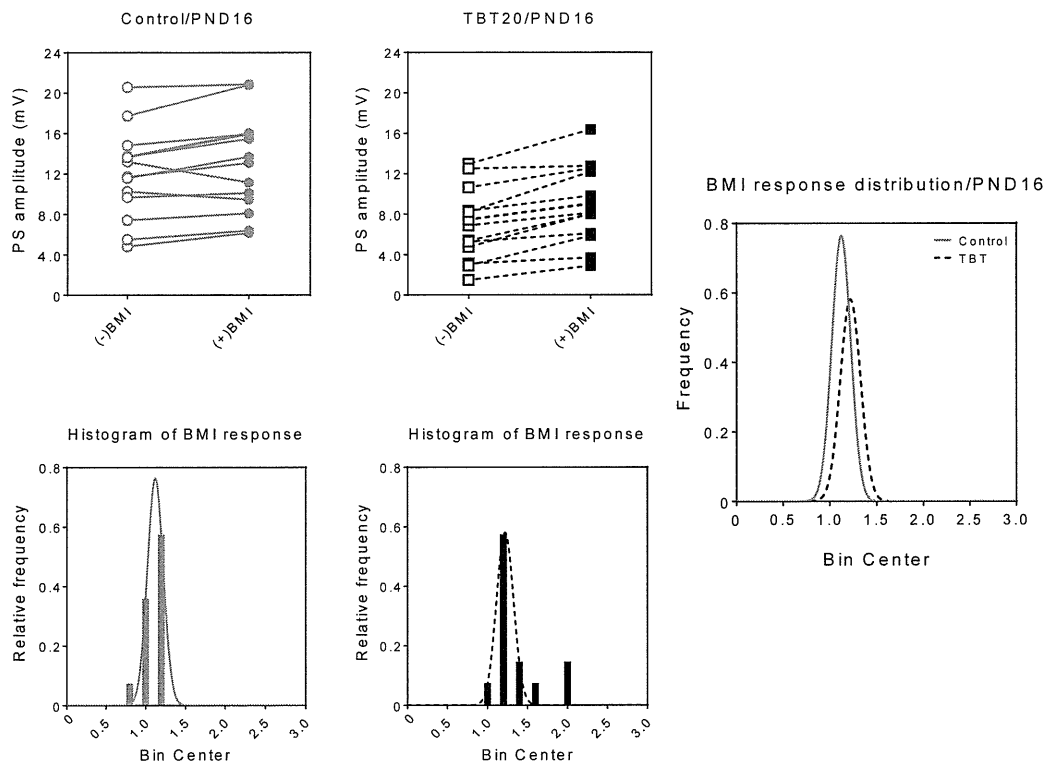 Control/PND16
24
20
16
12
8.0
4.0
0
PS amplitude (mV)
(-)BMI
(+)BMI
TBT20/PND16
24
20
16
12
8.0
4.0
0
PS amplitude (mV)
(-)BMI
(+)BMI
BMI response distribution/PND16
0.8
0.6
0.4
0.2
0
Frequency
Control
TBT
0 0.5 1.0 1.5 2.0 2.5 3.0
Bin Center
Histogram of BMI response
0.8
0.6
0.4
0.2
0
Relative frequency
0 0.5 1.0 1.5 2.0 2.5 3.0
Bin Center
Histogram of BMI response
0.8
0.6
0.4
0.2
0
Relative frequency
0 0.5 1.0 1.5 2.0 2.5 3.0
Bin Center